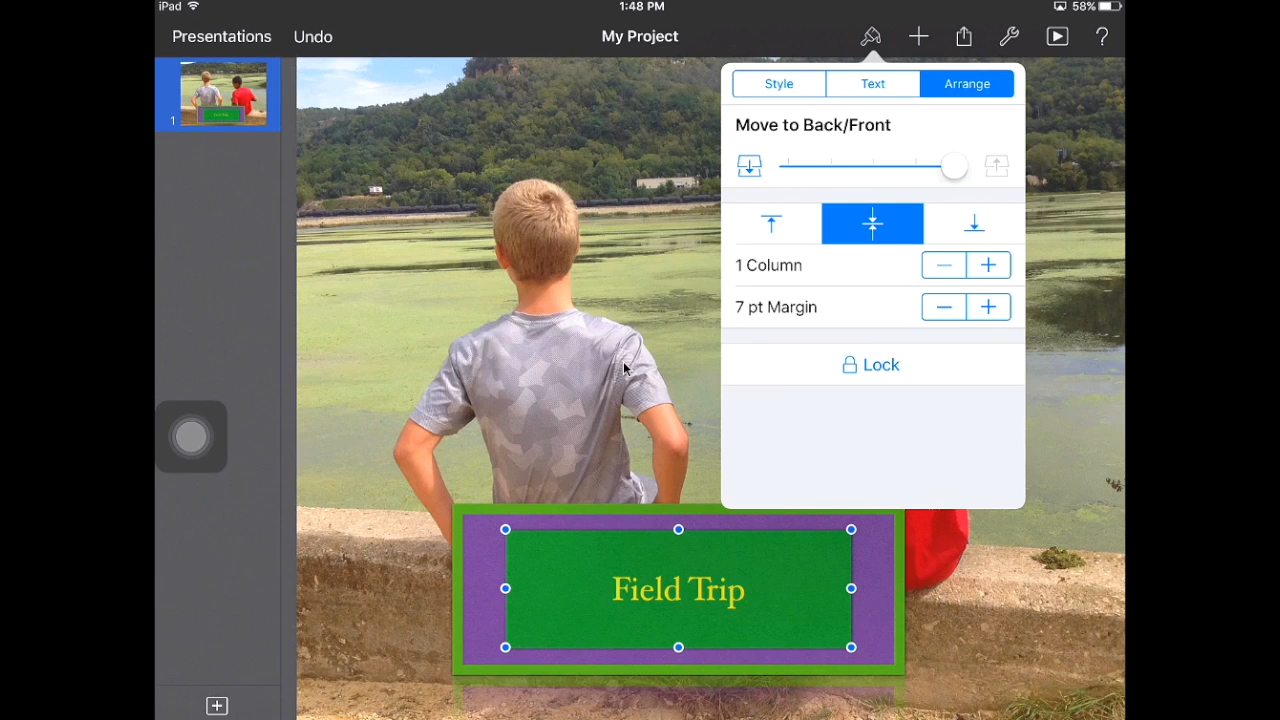 iPad 1:48 PM 58%
Presentations Undo My Project
1
Style Text Arrange
Move to Back/Front
1 Column
7 pt Margin
Lock
Field Trip